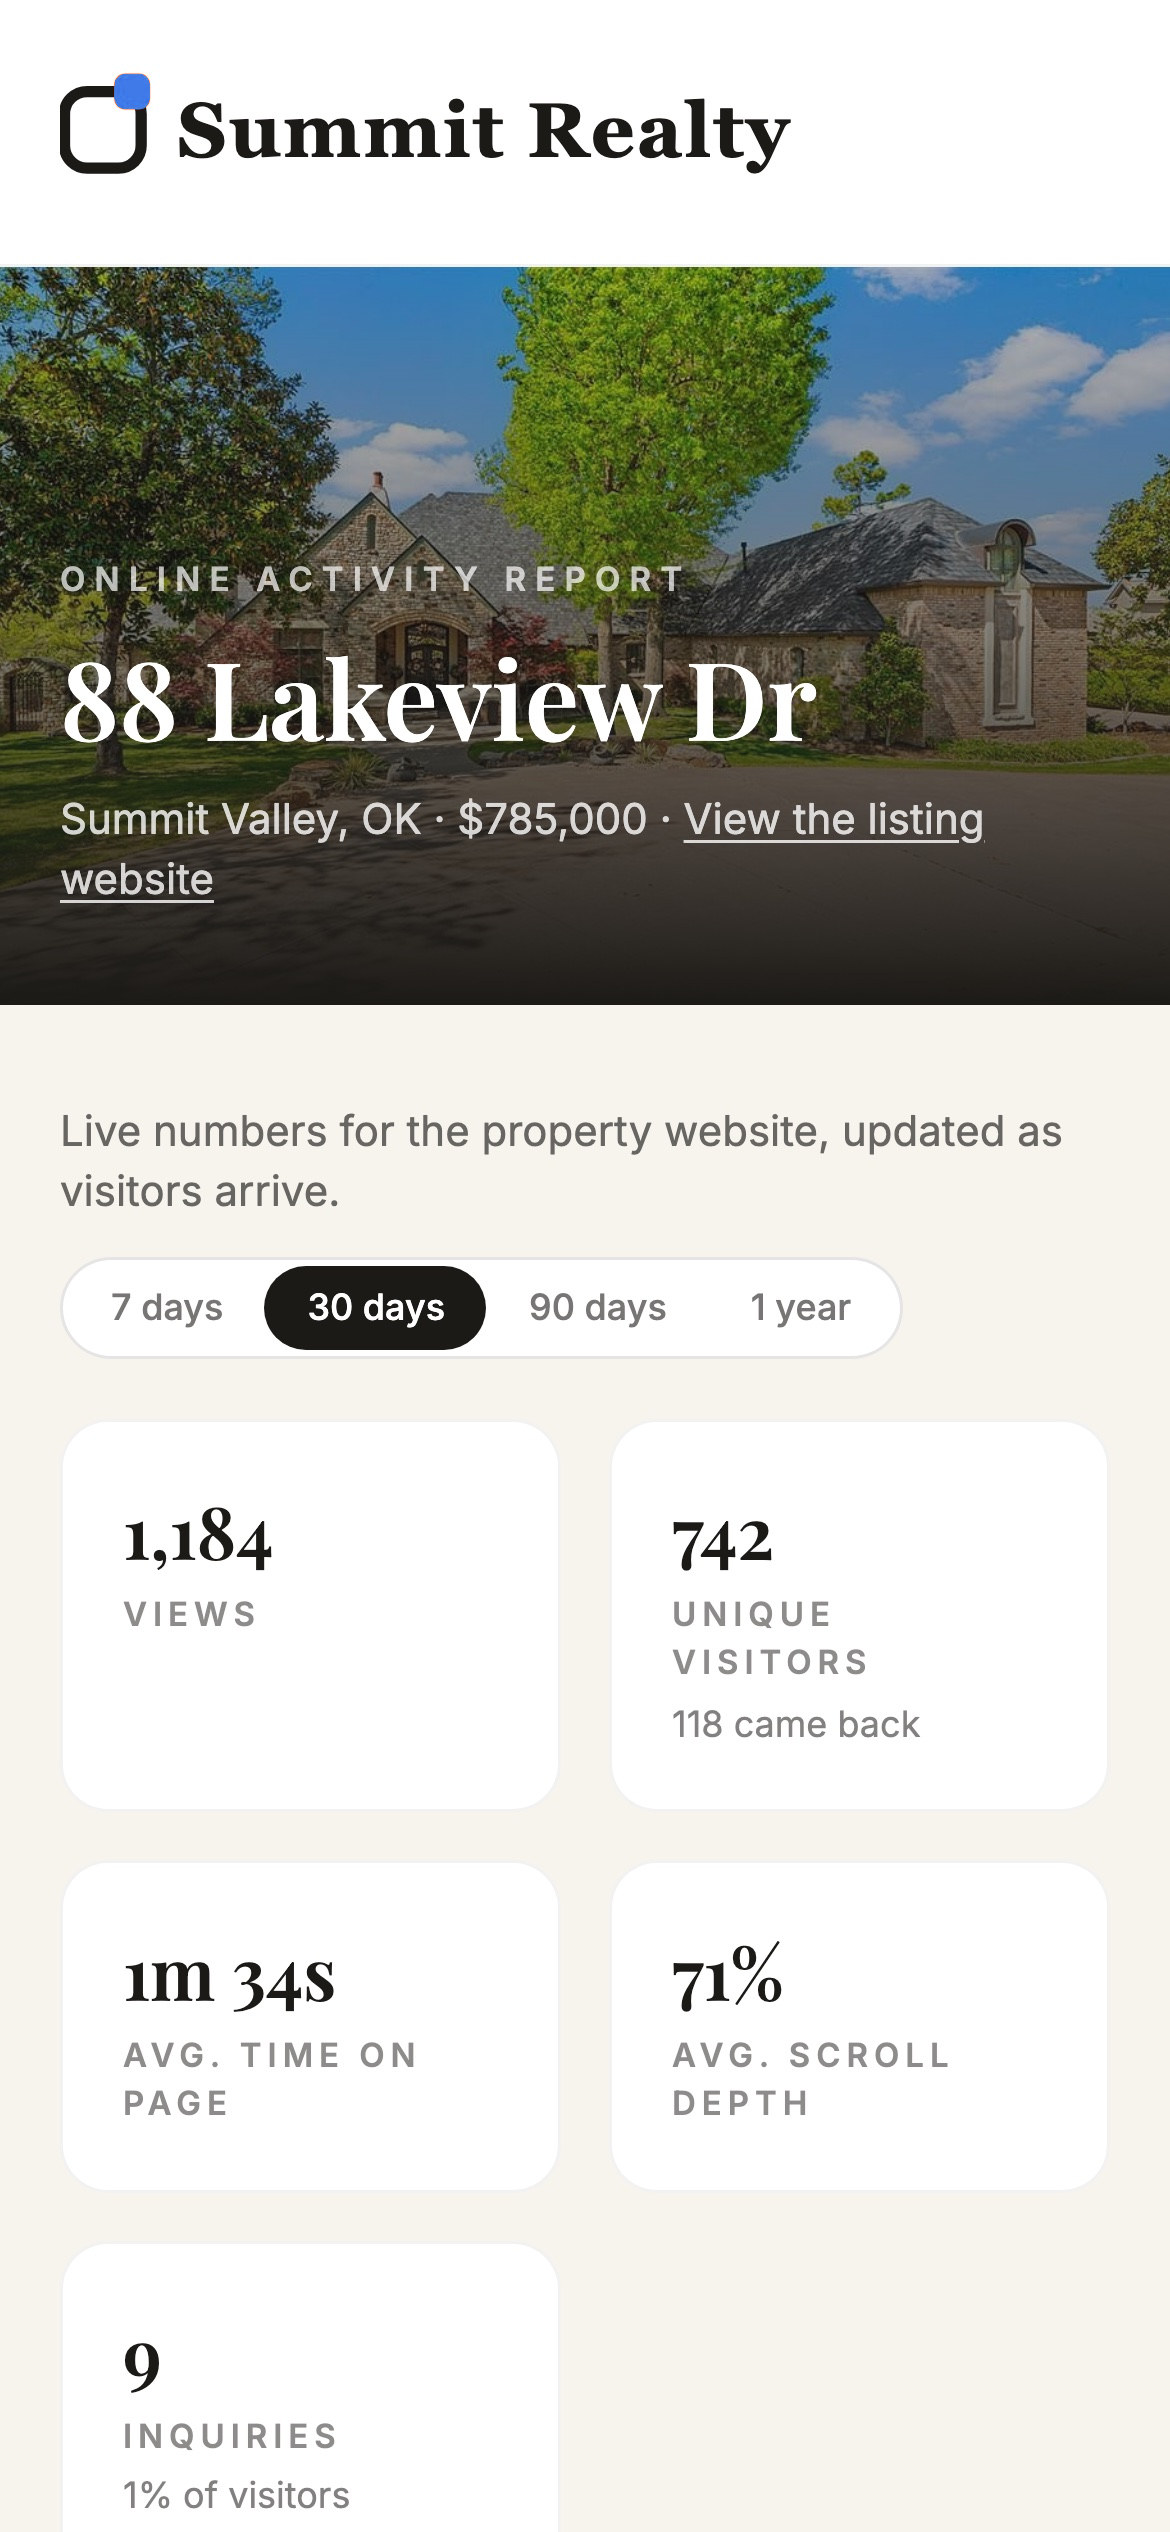 Summit Realty
ONLINE ACTIVITY REPORT
88 Lakeview Dr
Summit Valley, OK · $785,000 · View the listing
website
Live numbers for the property website, updated as
visitors arrive.
7 days 30 days 90 days 1 year
1,184
VIEWS
742
UNIQUE
VISITORS
118 came back
1m 34s
AVG. TIME ON
PAGE
71%
AVG. SCROLL
DEPTH
9
INQUIRIES
1% of visitors